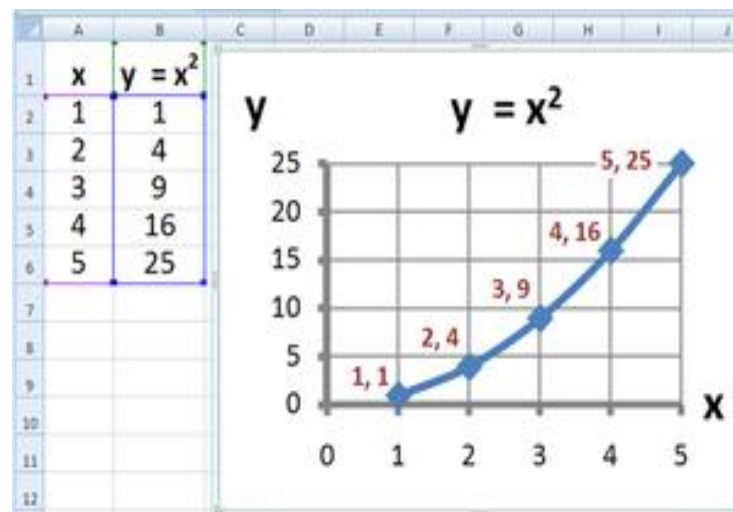 A B C D E F G H I J
1 x y = x²
2 1 1
3 2 4
4 3 9
5 4 16
6 5 25
7
8
9
10
11
12
y
y = x²
25
20
15
10
5
0
5, 25
4, 16
3, 9
2, 4
1, 1
x
0 1 2 3 4 5